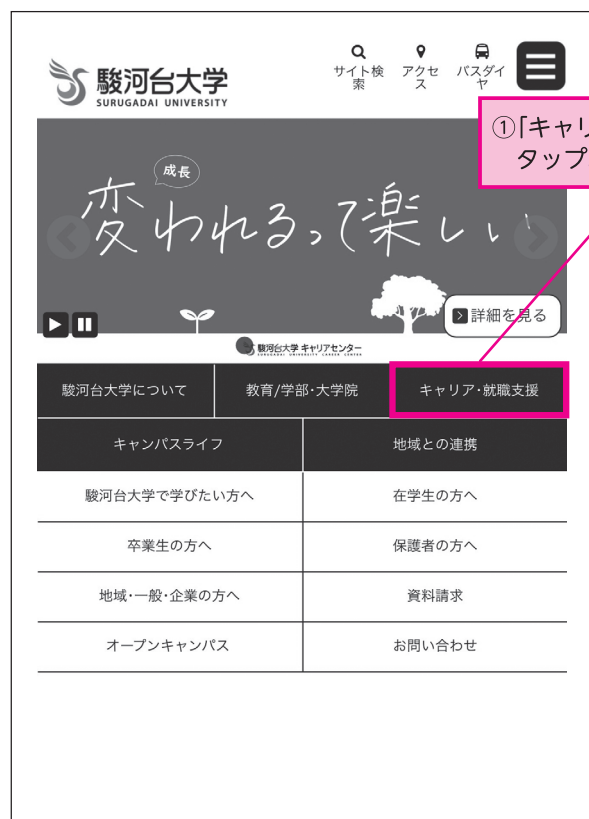 駿河台大学
SURUGADAI UNIVERSITY
サイト検索
アクセス
バスダイヤ
①「キャリ
タップ
成長
変われるって楽しい
詳細を見る
駿河台大学 キャリアセンター
SURUGADAI UNIVERSITY CAREER CENTER
駿河台大学について
教育/学部・大学院
キャリア・就職支援
キャンパスライフ
地域との連携
駿河台大学で学びたい方へ
在学生の方へ
卒業生の方へ
保護者の方へ
地域・一般・企業の方へ
資料請求
オープンキャンパス
お問い合わせ